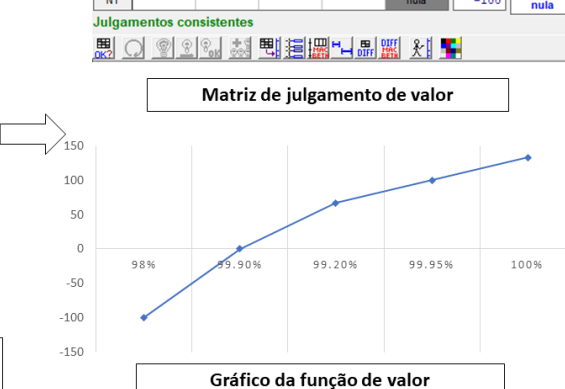 nula -100 nula
Julgamentos consistentes
OK? OK MAC BETH DIFF DIFF MAC BETH
Matriz de julgamento de valor
150
100
50
0
98% 99.90% 99.20% 99.95% 100%
-50
-100
-150
Gráfico da função de valor